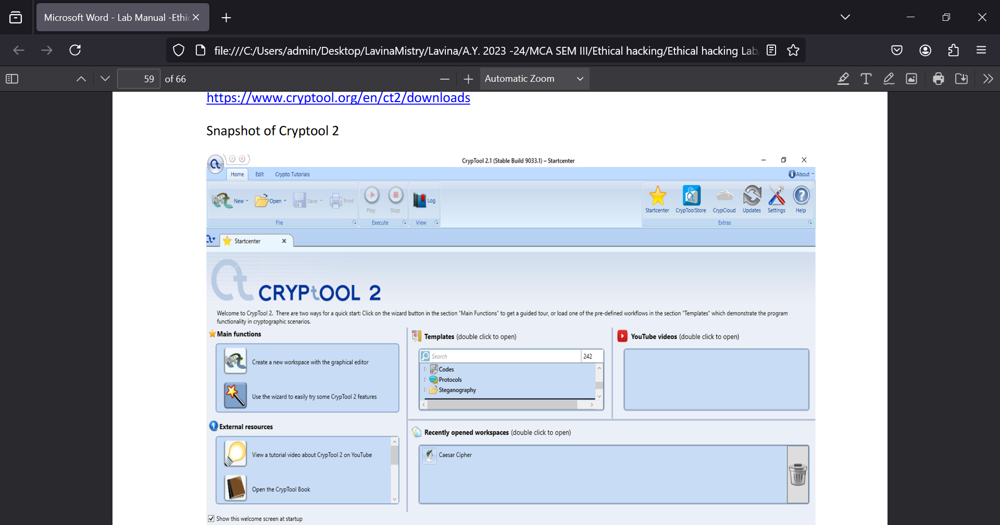 Microsoft Word - Lab Manual -Ethi
file:///C:/Users/admin/Desktop/LavinaMistry/Lavina/A.Y. 2023 -24/MCA SEM III/Ethical hacking/Ethical hacking Lab
59 of 66
Automatic Zoom
https://www.cryptool.org/en/ct2/downloads
Snapshot of Cryptool 2
CrypTool 2.1 (Stable Build 9033.1) – Startcenter
Home Edit Crypto Tutorials
About
New Open Save Print
Play Stop
Log
Startcenter CrypToolStore CrypCloud Updates Settings Help
File Execute View Extras
Startcenter
CRYPtOOL 2
Welcome to CrypTool 2. There are two ways for a quick start: Click on the wizard button in the section "Main Functions" to get a guided tour, or load one of the pre-defined workflows in the section "Templates" which demonstrate the program
functionality in cryptographic scenarios.
Main functions
Create a new workspace with the graphical editor
Use the wizard to easily try some CrypTool 2 features
Templates (double click to open)
Search 242
Codes
Protocols
Steganography
YouTube videos (double click to open)
External resources
View a tutorial video about CrypTool 2 on YouTube
Open the CrypTool Book
Recently opened workspaces (double click to open)
Caesar Cipher
Show this welcome screen at startup